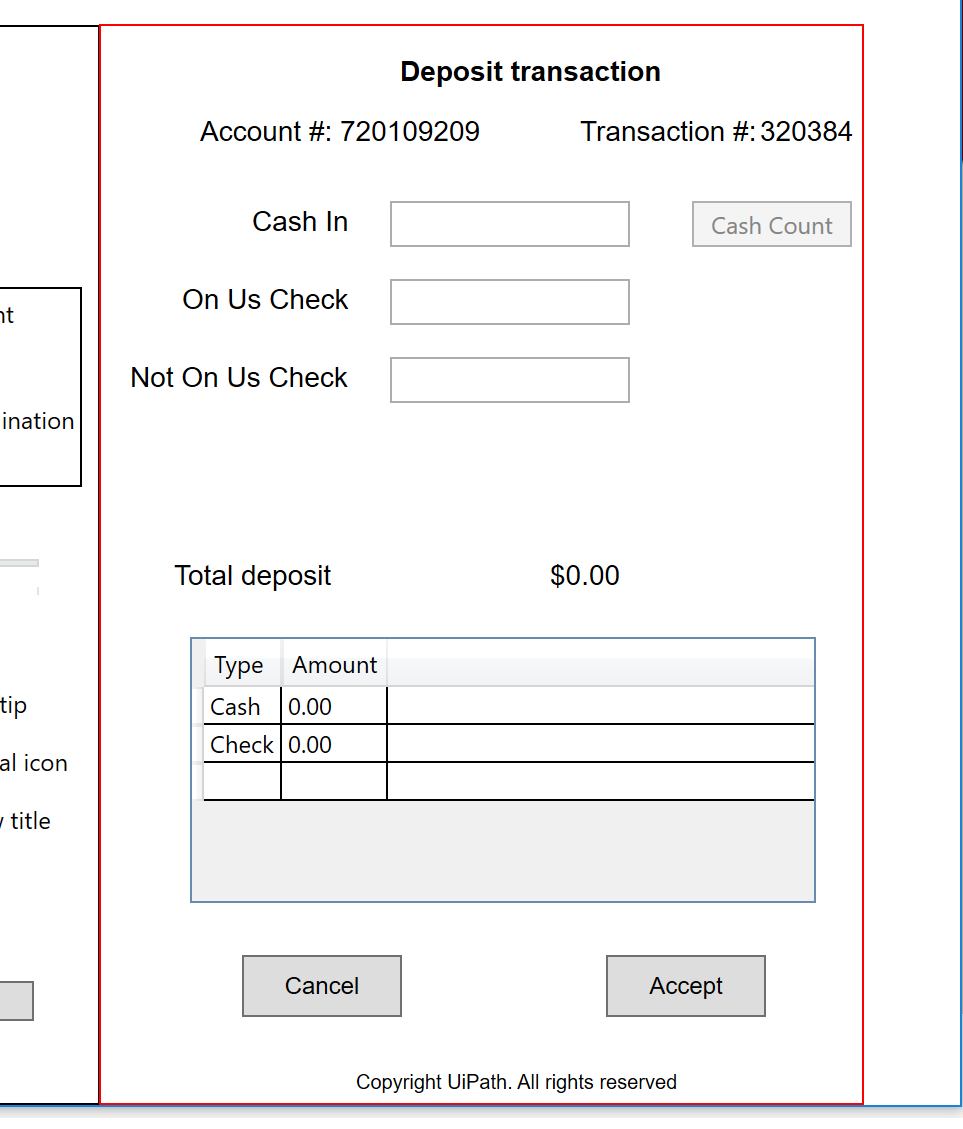 Deposit transaction
Account #: 720109209 Transaction #: 320384
Cash In Cash Count
On Us Check
Not On Us Check
Total deposit $0.00
Type Amount
Cash 0.00
Check 0.00
Cancel Accept
Copyright UiPath. All rights reserved
nt
ination
tip
al icon
title